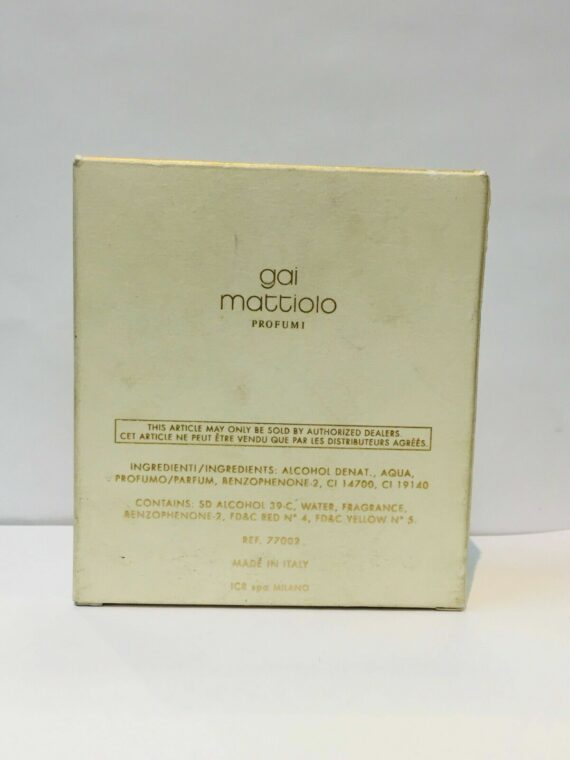 gai
mattiolo
PROFUMI
THIS ARTICLE MAY ONLY BE SOLD BY AUTHORIZED DEALERS.
CET ARTICLE NE PEUT ÊTRE VENDU QUE PAR LES DISTRIBUTEURS AGRÉÉS.
INGREDIENTI/INGREDIENTS: ALCOHOL DENAT., AQUA,
PROFUMO/PARFUM, BENZOPHENONE-2, CI 14700, CI 19140
CONTAINS: SD ALCOHOL 39-C, WATER, FRAGRANCE,
BENZOPHENONE-2, FD&C RED N° 4, FD&C YELLOW N° 5
REF. 77002
MADE IN ITALY
ICR spa MILANO